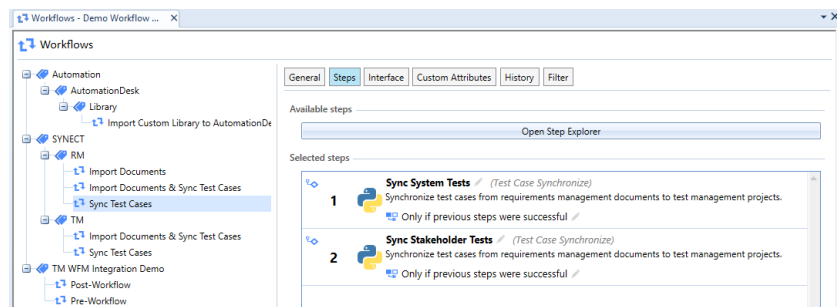 Workflows - Demo Workflow ... X
Workflows
Automation
AutomationDesk
Library
Import Custom Library to AutomationDe
SYNECT
RM
Import Documents
Import Documents & Sync Test Cases
Sync Test Cases
TM
Import Documents & Sync Test Cases
Sync Test Cases
TM WFM Integration Demo
Post-Workflow
Pre-Workflow
General Steps Interface Custom Attributes History Filter
Available steps
Open Step Explorer
Selected steps
1
Sync System Tests (Test Case Synchronize)
Synchronize test cases from requirements management documents to test management projects.
Only if previous steps were successful
2
Sync Stakeholder Tests (Test Case Synchronize)
Synchronize test cases from requirements management documents to test management projects.
Only if previous steps were successful